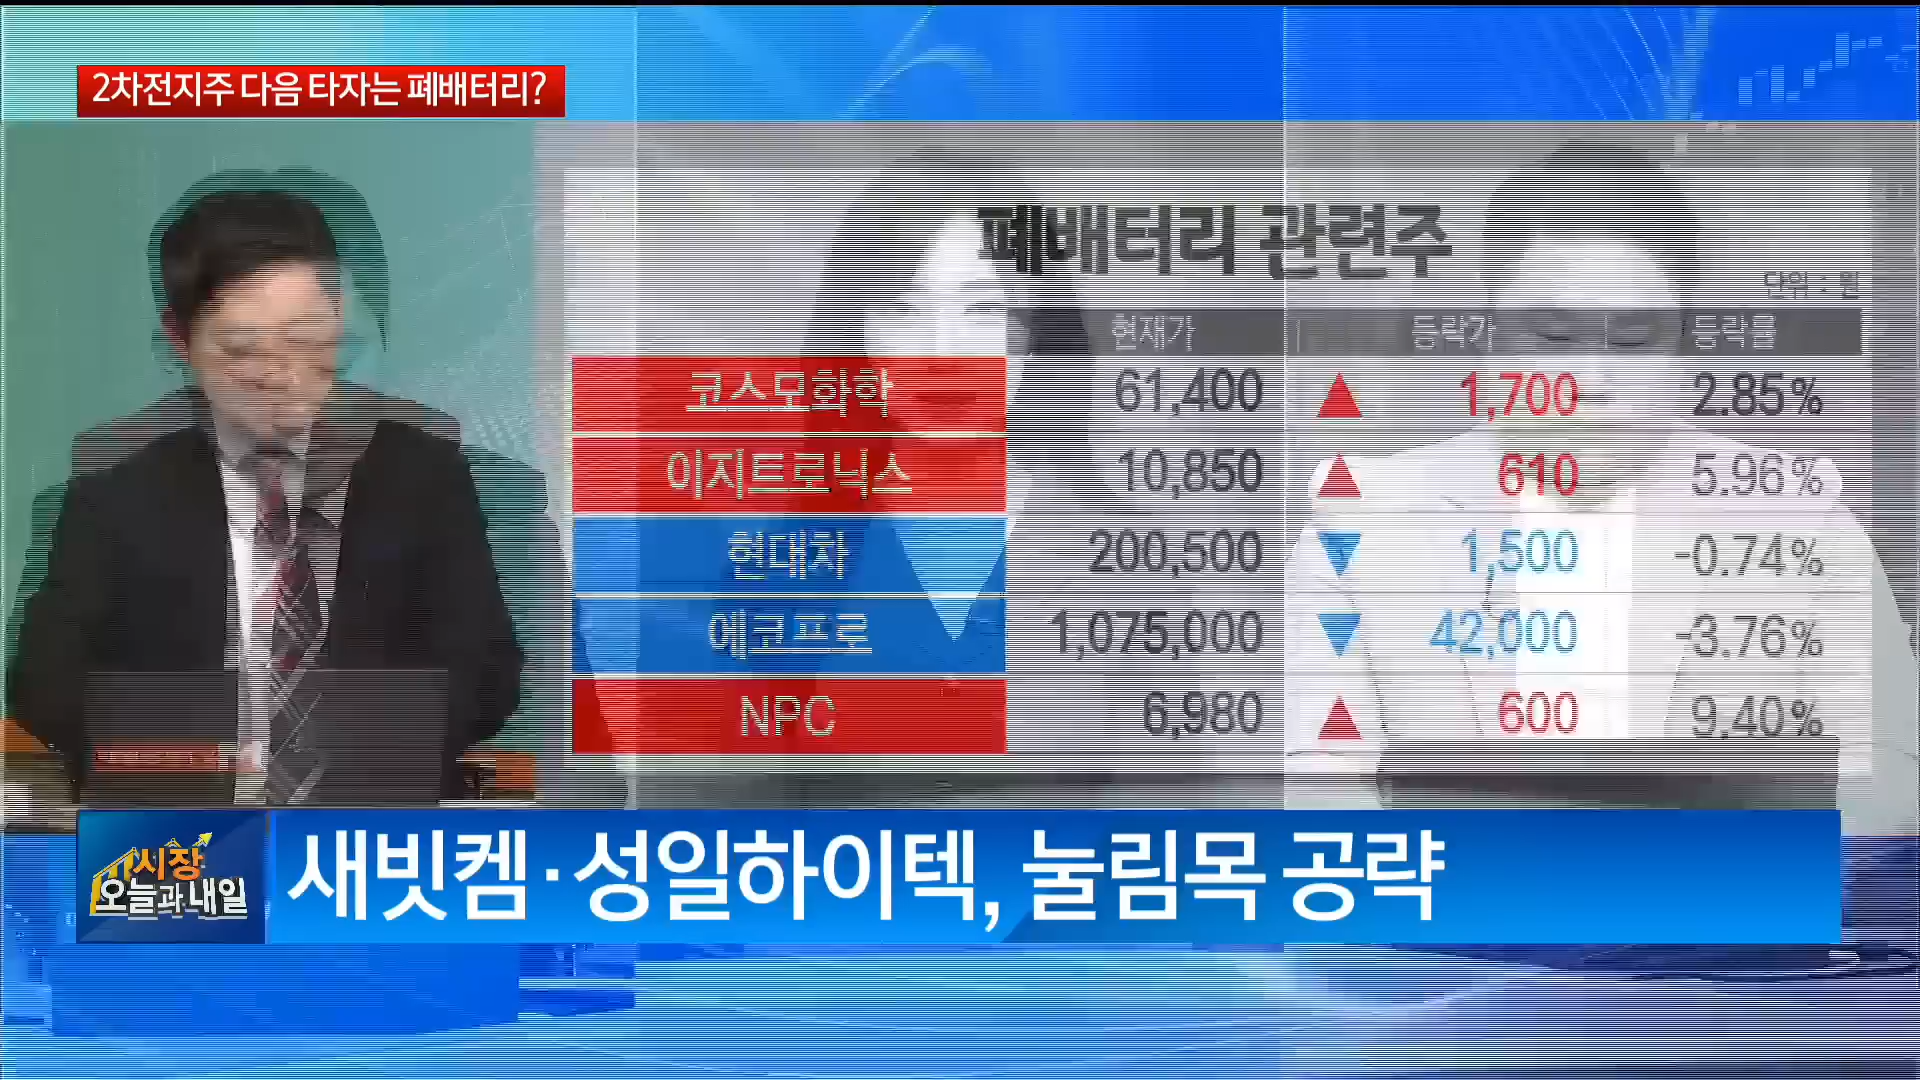 2차전지주 다음 타자는 폐배터리?
폐배터리 관련주
단위 : 원
현재가 등락가 등락률
코스모화학 61,400 ▲ 1,700 2.85%
이지트로닉스 10,850 ▲ 610 5.96%
현대차 200,500 ▼ 1,500 -0.74%
에코프로 1,075,000 ▼ 42,000 -3.76%
NPC 6,980 ▲ 600 9.40%
시장
오늘과 내일
새빗켐·성일하이텍, 눌림목 공략